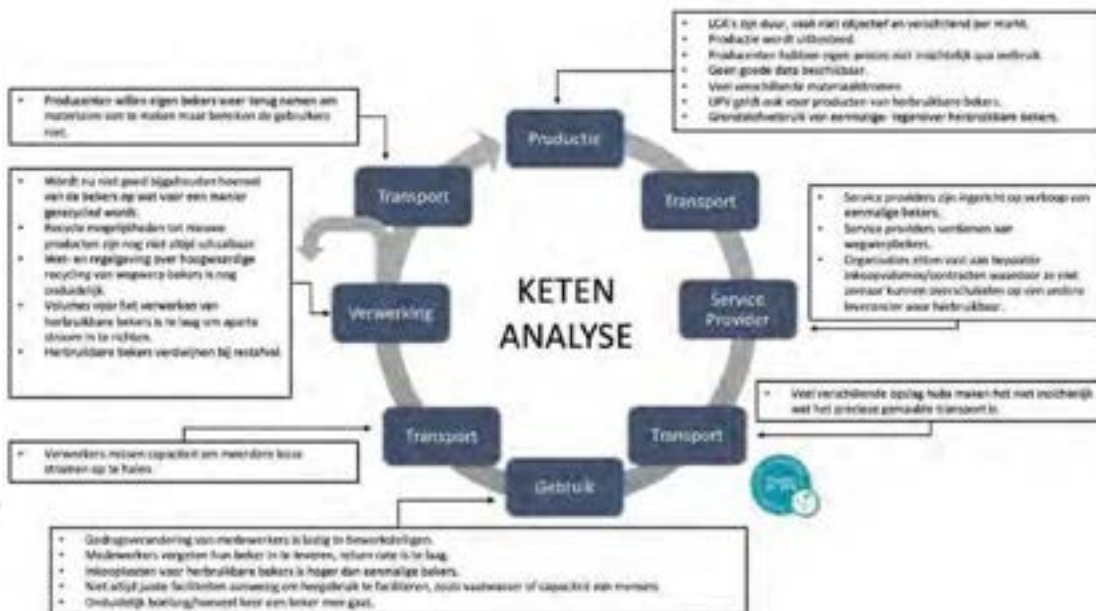 • LCA's zijn duur, vaak niet objectief en verschillend per markt.
• Productie wordt uitbesteed.
• Producenten hebben eigen proces niet inzichtelijk qua verbruik.
• Geen goede data beschikbaar.
• Veel verschillende materiaalstromen
• UPV geldt ook voor producten van herbruikbare bekers.
• Grondstofverbruik van eenmalige- tegenover herbruikbare bekers.
• Producenten willen eigen bekers weer terug nemen om
materialen van te maken maar bereiken de gebruikers
niet.
Productie
Transport
Transport
• Wordt nu niet goed bijgehouden hoeveel
van de bekers op wat voor een manier
gerecycled wordt.
• Recycle mogelijkheden tot nieuwe
producten zijn nog niet altijd schaalbaar
• Wet- en regelgeving over hoogwaardige
recycling van wegwerp bekers is nog
onduidelijk.
• Volumes voor het verwerken van
herbruikbare bekers is te laag om aparte
stroom in te richten.
• Herbruikbare bekers verdwijnen bij restafval.
• Service providers zijn ingericht op verkoop van
eenmalige bekers.
• Service providers verdienen aan
wegwerpbekers.
• Organisaties zitten vast aan bepaalde
inkoopvolumes/contracten waardoor ze niet
zomaar kunnen overschakelen op een andere
leverancier voor herbruikbaar.
KETEN
ANALYSE
Verwerking
Service
Provider
• Veel verschillende opslag hubs maken het niet inzichtelijk
wat het precieze gemaakte transport is.
Transport
Transport
• Verwerkers missen capaciteit om meerdere losse
stromen op te halen.
Gebruik
• Gedragsverandering van medewerkers is lastig te bewerkstelligen.
• Medewerkers vergeten hun beker in te leveren, return rate is te laag.
• Inkoopkosten voor herbruikbare bekers is hoger dan eenmalige bekers.
• Niet altijd juiste faciliteiten aanwezig om hergebruik te faciliteren, zoals vaatwasser of capaciteit van mensen.
• Onduidelijk hoelang/hoeveel keer een beker mee gaat.